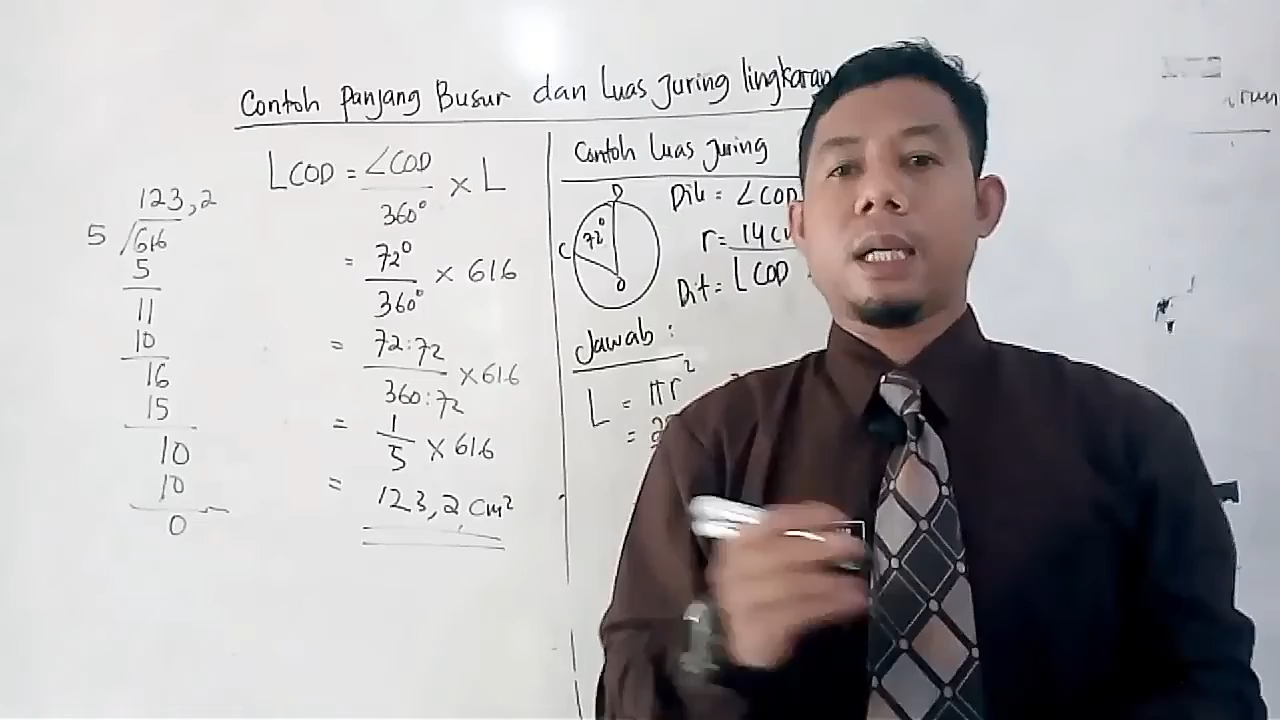 Contoh Panjang Busur dan Luas Juring lingkaran
123,2
5 616
5
11
10
16
15
10
10
0
LCOD = ∠COD / 360° × L
= 72° / 360° × 616
= 72:72 / 360:72 × 616
= 1/5 × 616
= 123,2 cm²
Contoh Luas Juring
D
72°
C
O
Dik = ∠COD
r = 14 c
Dit = LCOD
Jawab :
L = πr²
= 2
run